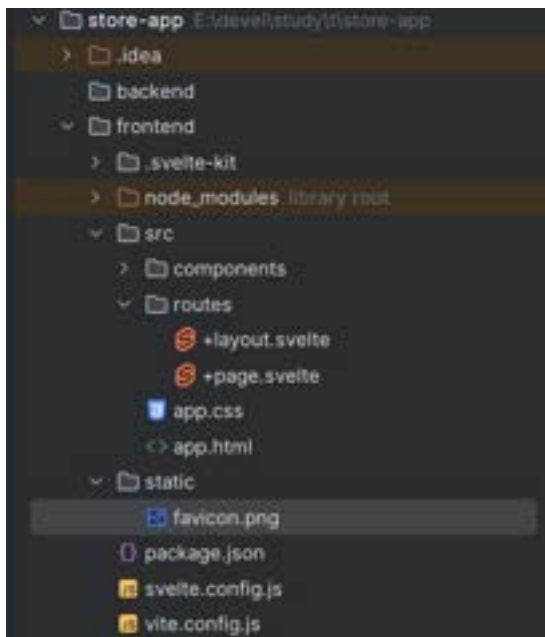 store-app E:\devel\study\t\store-app
.idea
backend
frontend
.svelte-kit
node_modules library root
src
components
routes
+layout.svelte
+page.svelte
app.css
app.html
static
favicon.png
package.json
svelte.config.js
vite.config.js